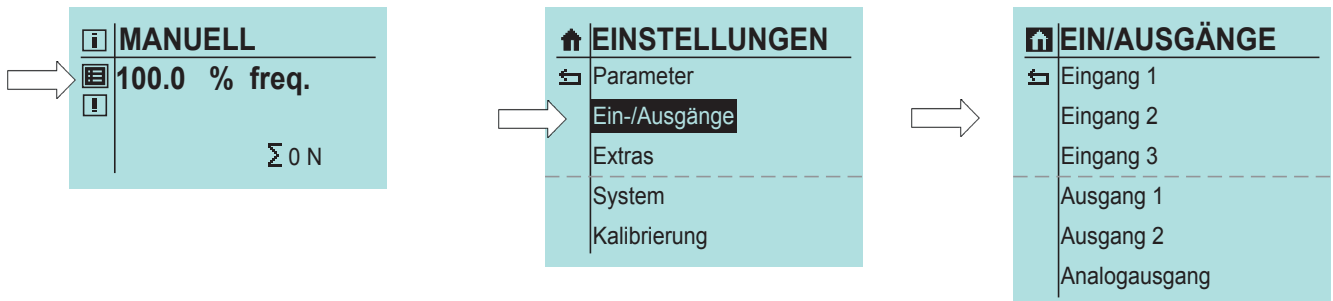 MANUELL
100.0 % freq.
Σ 0 N
EINSTELLUNGEN
Parameter
Ein-/Ausgänge
Extras
System
Kalibrierung
EIN/AUSGÄNGE
Eingang 1
Eingang 2
Eingang 3
Ausgang 1
Ausgang 2
Analogausgang